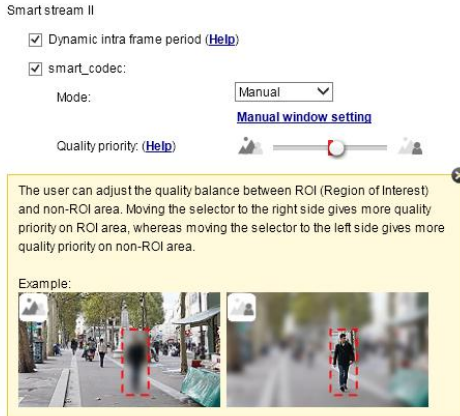 Smart stream II
Dynamic intra frame period (Help)
smart_codec:
Mode: Manual
Manual window setting
Quality priority: (Help)
The user can adjust the quality balance between ROI (Region of Interest)
and non-ROI area. Moving the selector to the right side gives more quality
priority on ROI area, whereas moving the selector to the left side gives more
quality priority on non-ROI area.
Example: